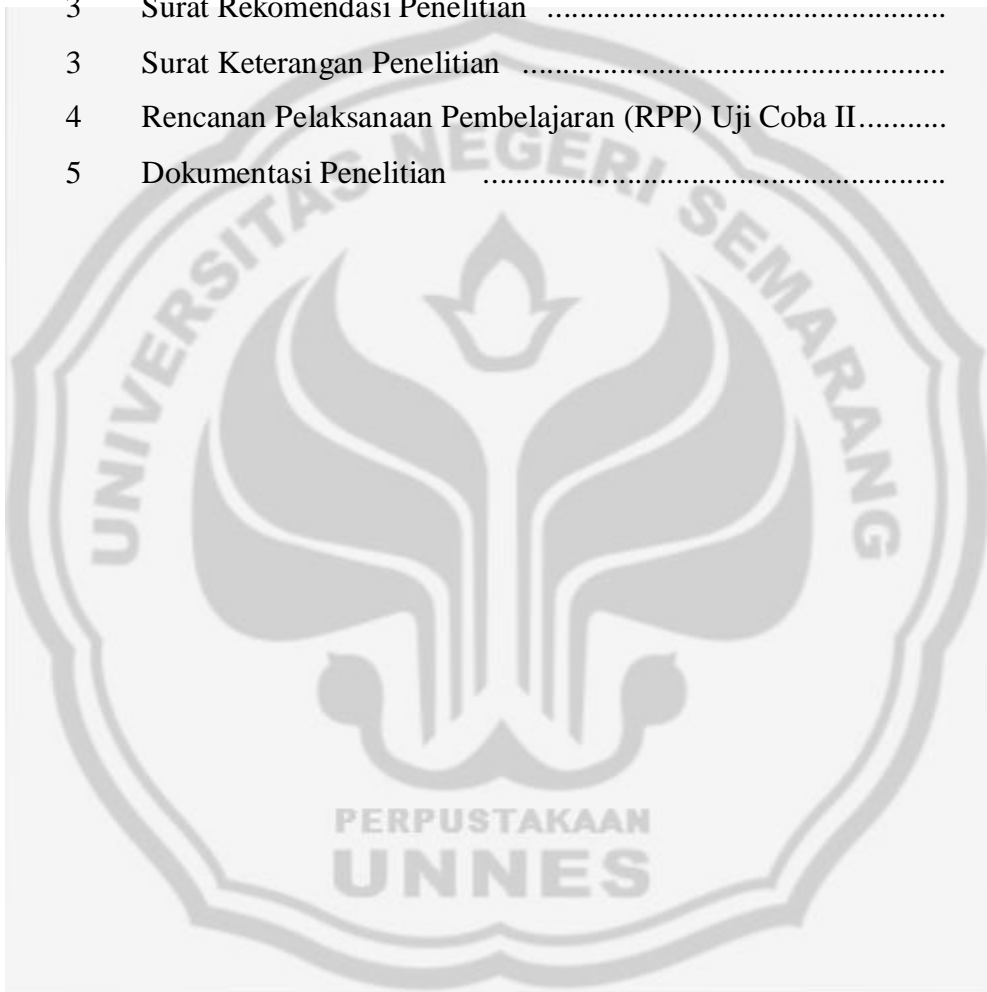 3 Surat Rekomendasi Penelitian ........................................
3 Surat Keterangan Penelitian ...................................................
4 Rencanan Pelaksanaan Pembelajaran (RPP) Uji Coba II...........
5 Dokumentasi Penelitian ........................................................
UNIVERSITAS NEGERI SEMARANG
PERPUSTAKAAN
UNNES